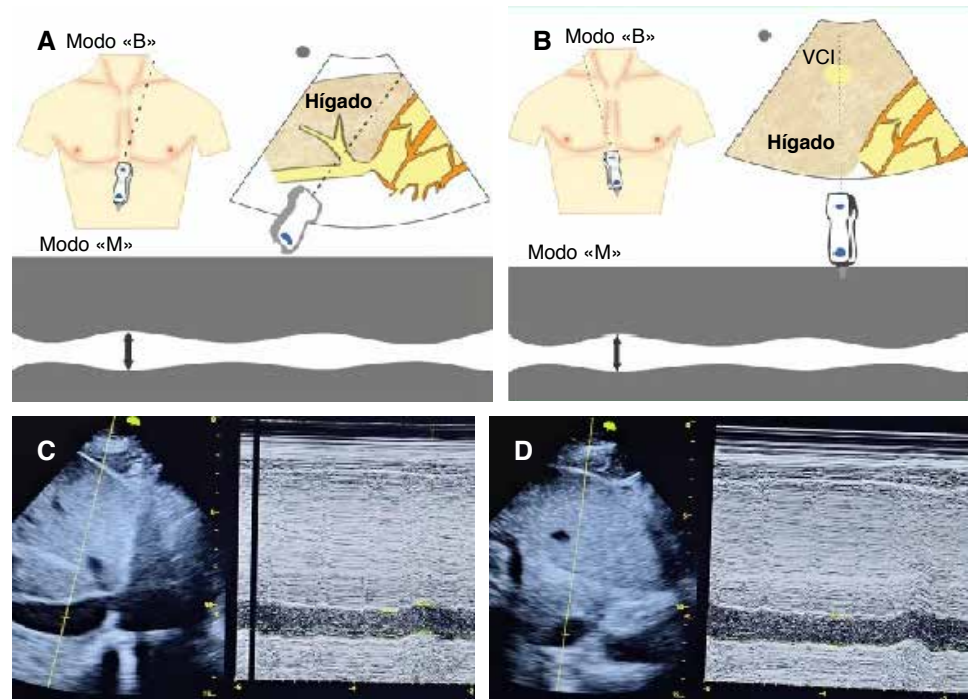 A
Modo «B»
Hígado
Modo «M»
B
Modo «B»
VCI
Hígado
Modo «M»
C
D